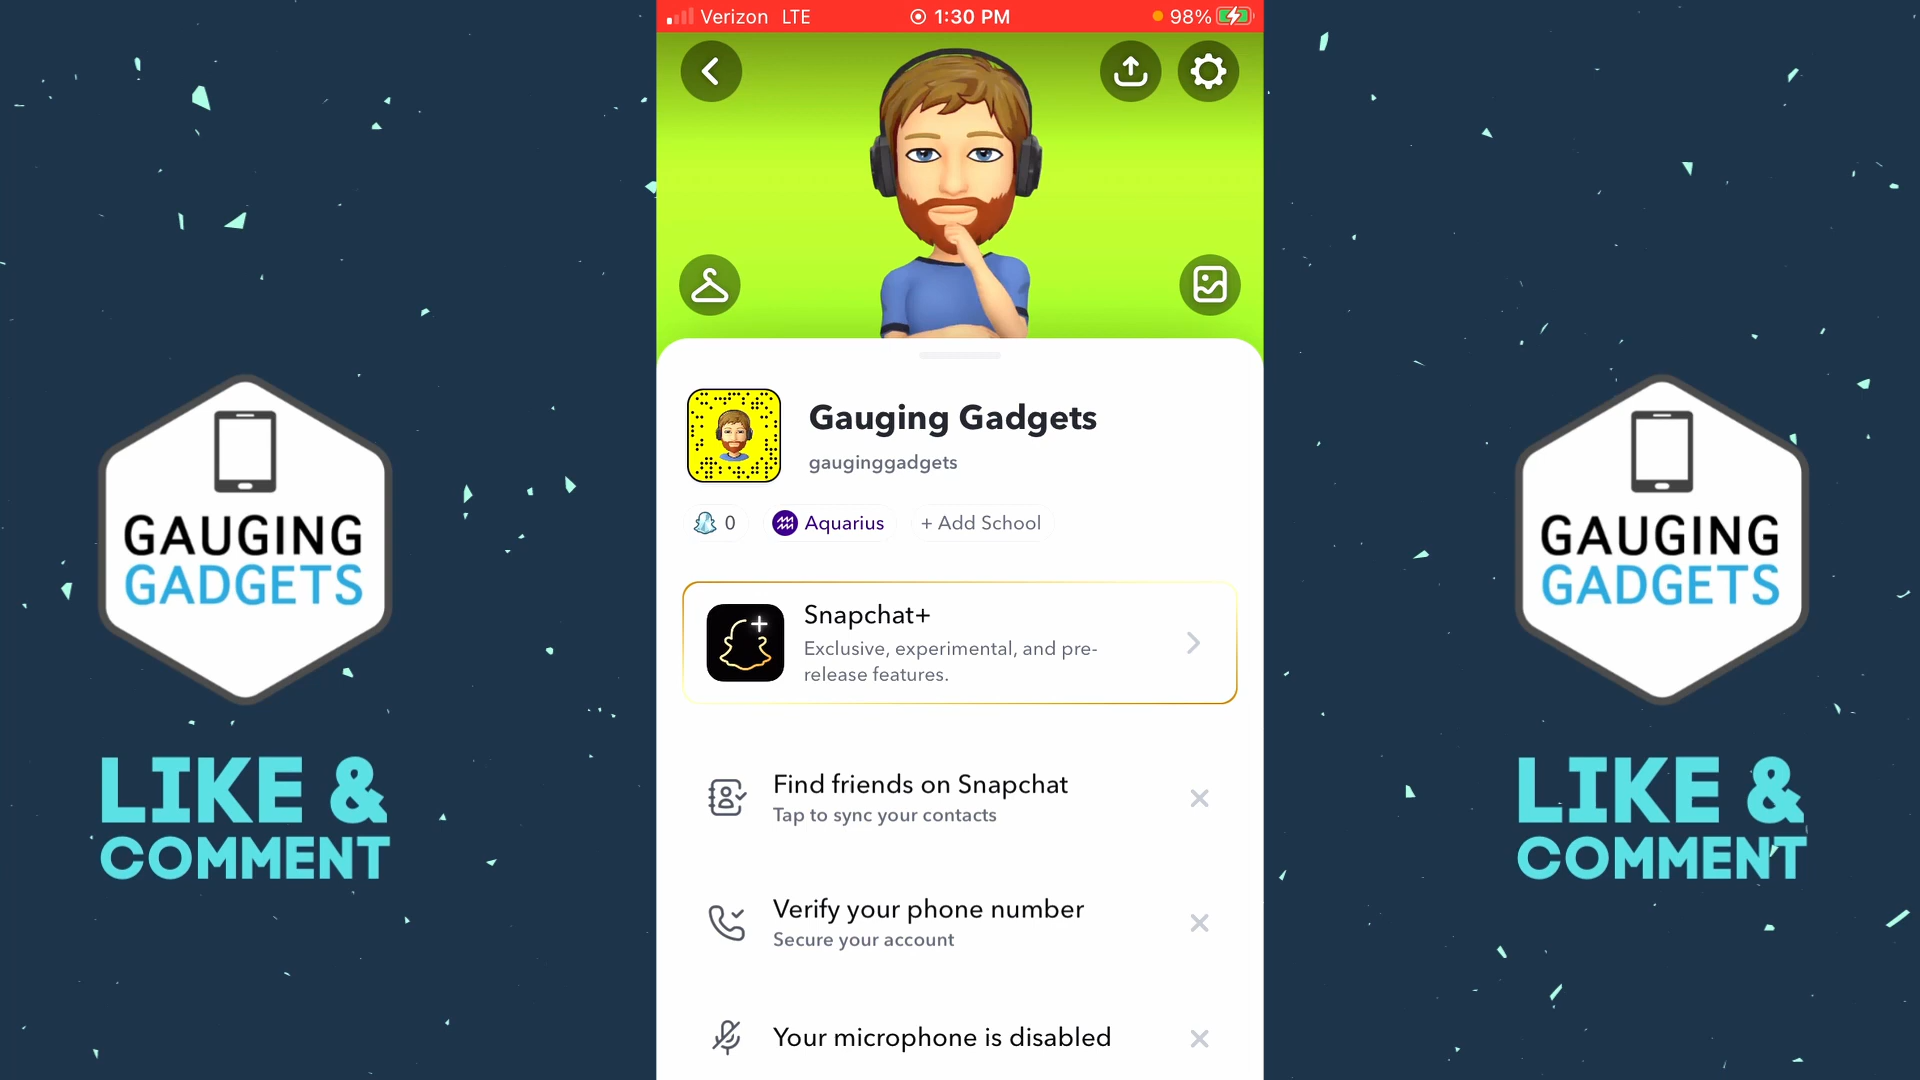 Verizon LTE 1:30 PM 98%
Gauging Gadgets
gauginggadgets
0 Aquarius + Add School
Snapchat+
Exclusive, experimental, and pre-
release features.
Find friends on Snapchat
Tap to sync your contacts
Verify your phone number
Secure your account
Your microphone is disabled
GAUGING
GADGETS
LIKE &
COMMENT
GAUGING
GADGETS
LIKE &
COMMENT